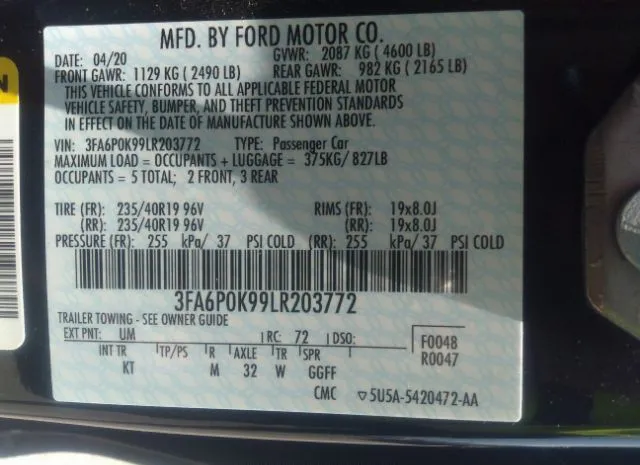 MFD. BY FORD MOTOR CO.
DATE: 04/20 GVWR: 2087 KG ( 4600 LB)
FRONT GAWR: 1129 KG ( 2490 LB) REAR GAWR: 982 KG ( 2165 LB)
THIS VEHICLE CONFORMS TO ALL APPLICABLE FEDERAL MOTOR
VEHICLE SAFETY, BUMPER, AND THEFT PREVENTION STANDARDS
IN EFFECT ON THE DATE OF MANUFACTURE SHOWN ABOVE.
VIN: 3FA6P0K99LR203772 TYPE: Passenger Car
MAXIMUM LOAD = OCCUPANTS + LUGGAGE = 375KG/ 827LB
OCCUPANTS = 5 TOTAL; 2 FRONT, 3 REAR
TIRE (FR): 235/40R19 96V RIMS (FR): 19x8.0J
(RR): 235/40R19 96V (RR): 19x8.0J
PRESSURE (FR): 255 kPa/ 37 PSI COLD (RR): 255 kPa/ 37 PSI COLD
3FA6P0K99LR203772
TRAILER TOWING - SEE OWNER GUIDE
EXT PNT: UM RC: 72 DSO: F0048
INT TR TP/PS R AXLE TR SPR R0047
KT M 32 W GGFF
CMC ▽5U5A-5420472-AA